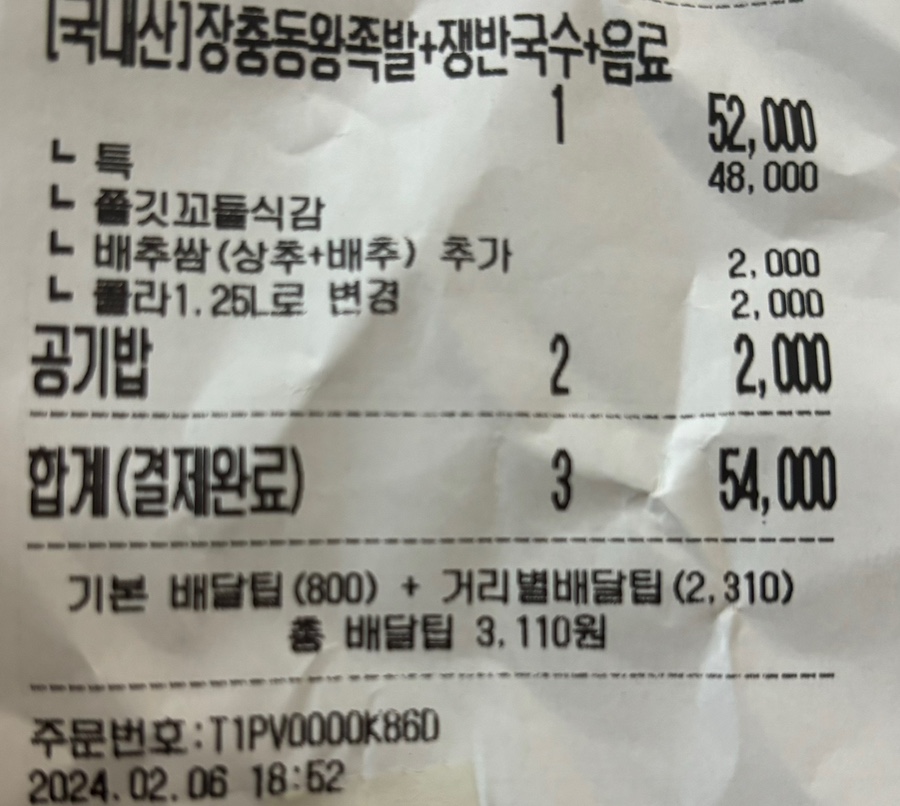 [국내산]장충동왕족발+쟁반국수+음료
1 52,000
ㄴ 특 48,000
ㄴ 쫄깃꼬들식감
ㄴ 배추쌈(상추+배추) 추가 2,000
ㄴ 콜라1.25L로 변경 2,000
공기밥 2 2,000
합계(결제완료) 3 54,000
기본 배달팁(800) + 거리별배달팁(2,310)
총 배달팁 3,110원
주문번호:T1PV0000K86D
2024.02.06 18:52